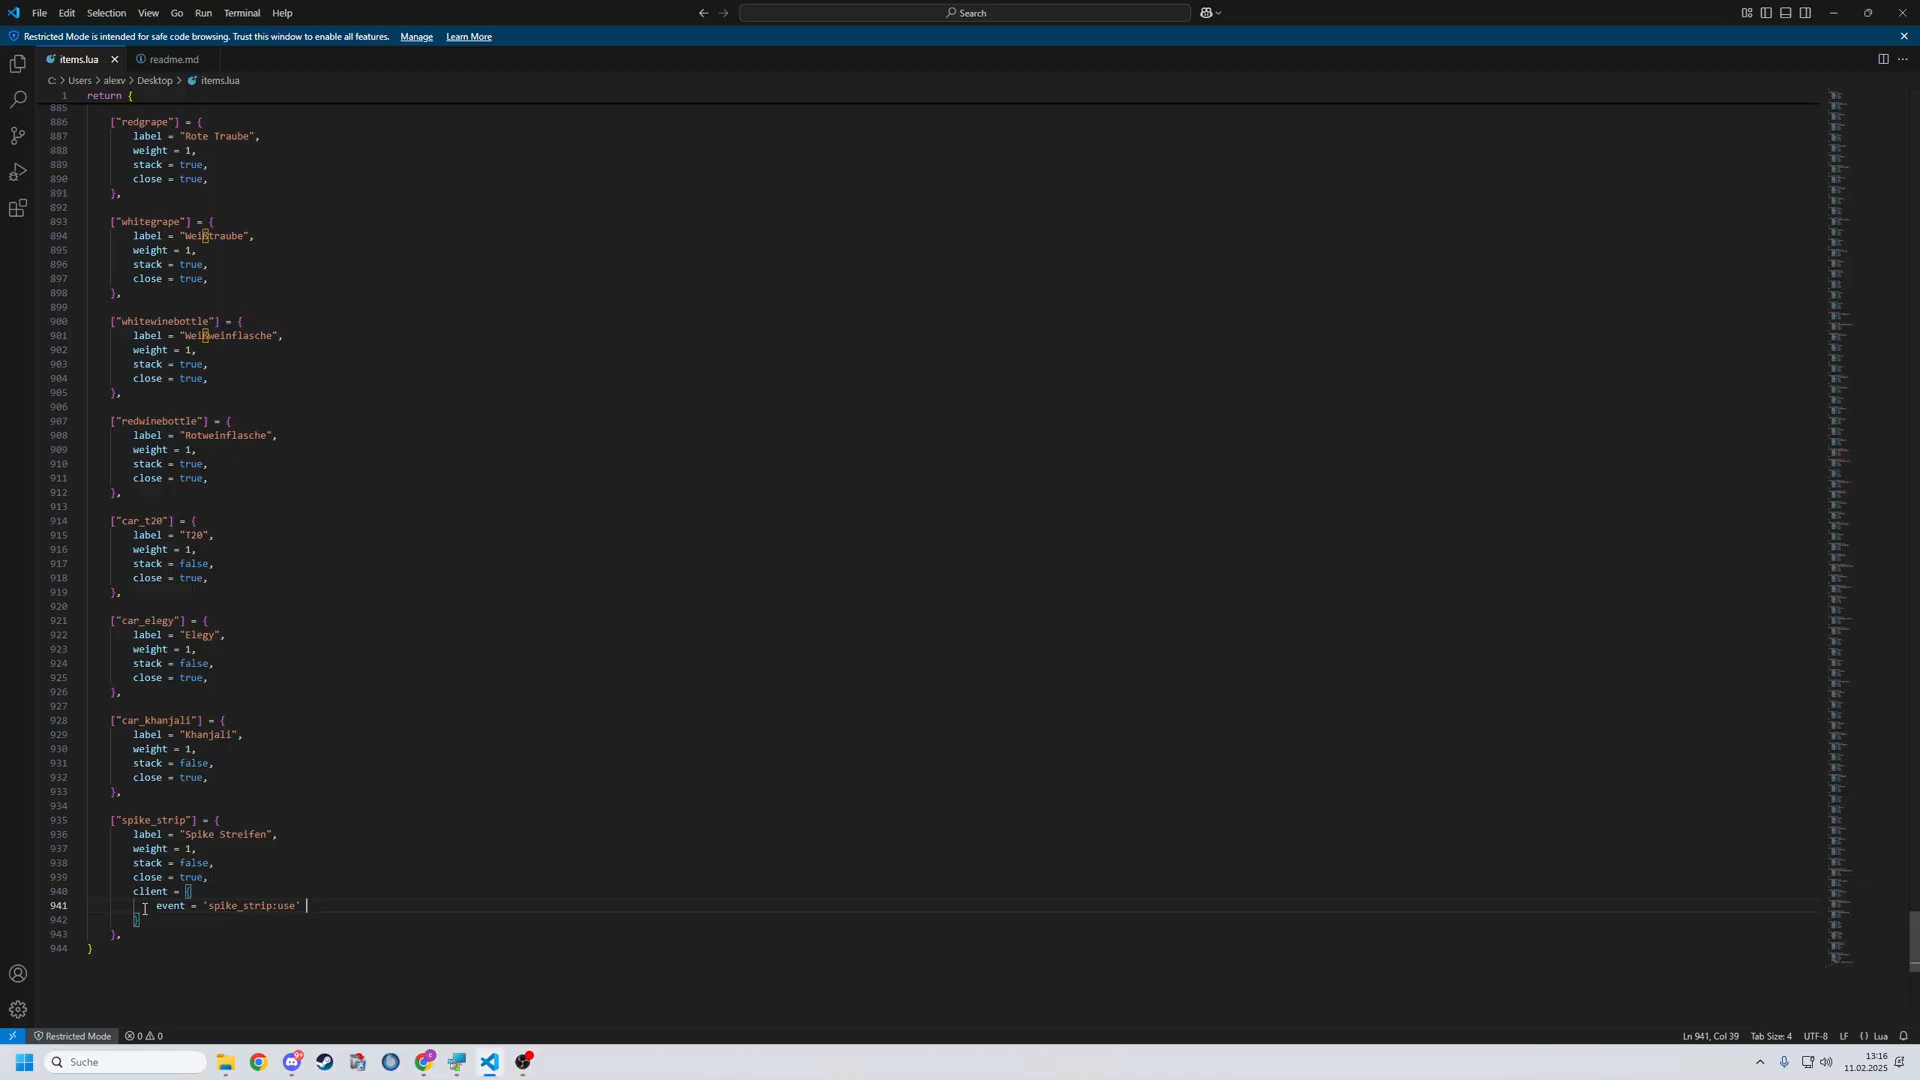 File Edit Selection View Go Run Terminal Help
Search
Restricted Mode is intended for safe code browsing. Trust this window to enable all features. Manage Learn More
items.lua
readme.md
C: > Users > alexv > Desktop > items.lua
1 return {
885
886 ["redgrape"] = {
887 label = "Rote Traube",
888 weight = 1,
889 stack = true,
890 close = true,
891 },
892
893 ["whitegrape"] = {
894 label = "Weißtraube",
895 weight = 1,
896 stack = true,
897 close = true,
898 },
899
900 ["whitewinebottle"] = {
901 label = "Weißweinflasche",
902 weight = 1,
903 stack = true,
904 close = true,
905 },
906
907 ["redwinebottle"] = {
908 label = "Rotweinflasche",
909 weight = 1,
910 stack = true,
911 close = true,
912 },
913
914 ["car_t20"] = {
915 label = "T20",
916 weight = 1,
917 stack = false,
918 close = true,
919 },
920
921 ["car_elegy"] = {
922 label = "Elegy",
923 weight = 1,
924 stack = false,
925 close = true,
926 },
927
928 ["car_khanjali"] = {
929 label = "Khanjali",
930 weight = 1,
931 stack = false,
932 close = true,
933 },
934
935 ["spike_strip"] = {
936 label = "Spike Streifen",
937 weight = 1,
938 stack = false,
939 close = true,
940 client = {
941 event = 'spike_strip:use'
942 }
943 },
944 }
Restricted Mode 0 0
Ln 941, Col 39 Tab Size: 4 UTF-8 LF {} Lua
Suche
9+
13:16
11.02.2025